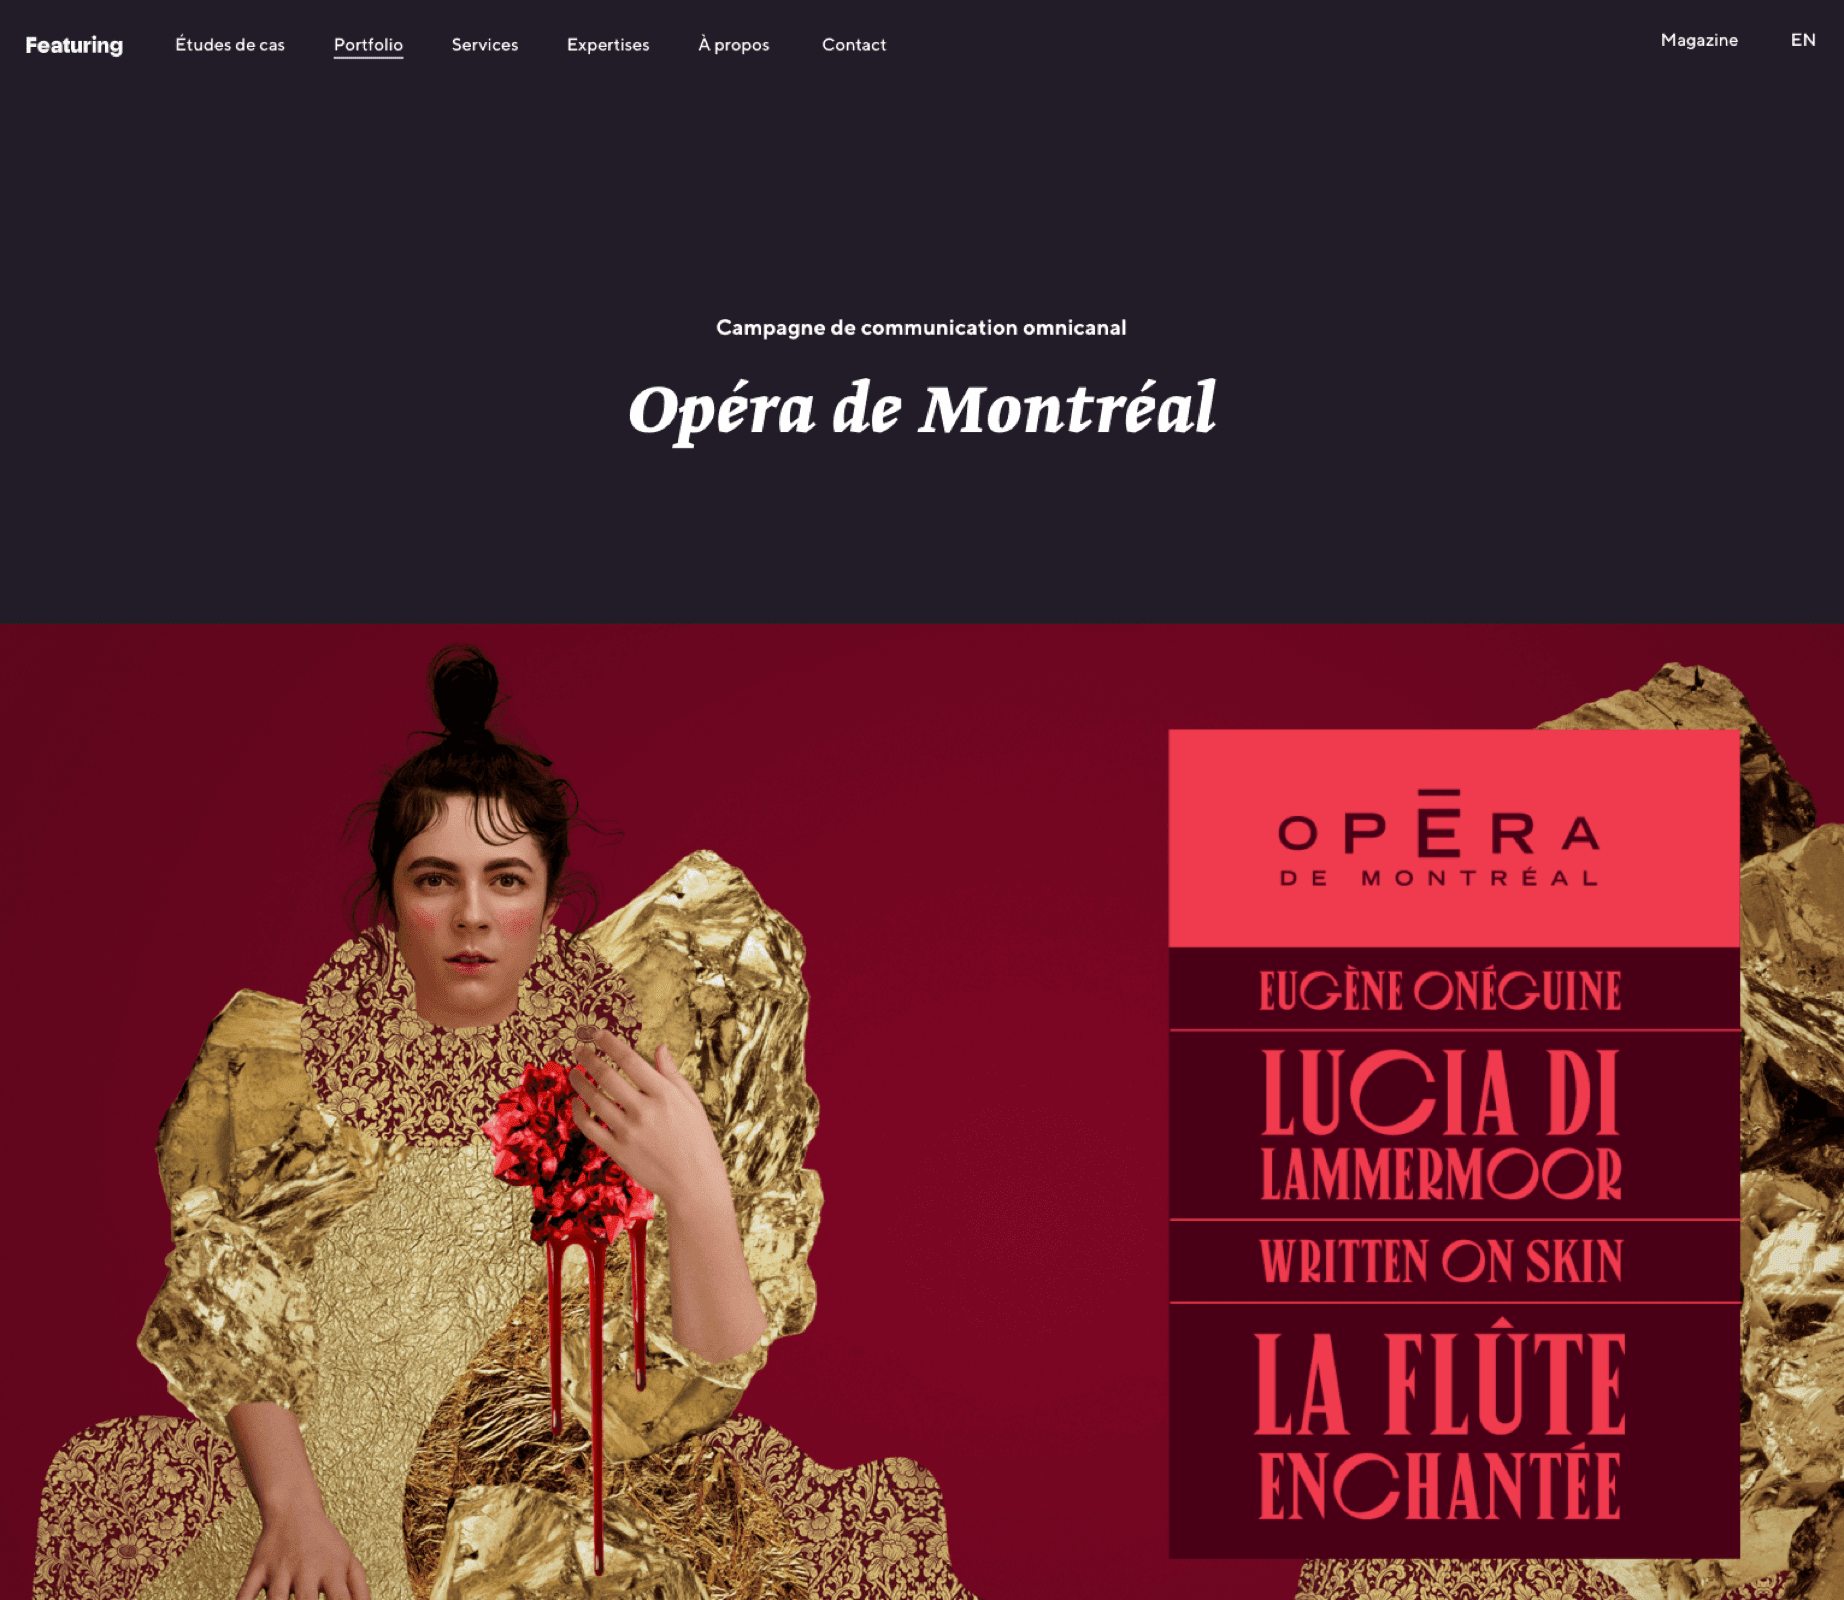 Featuring
Études de cas
Portfolio
Services
Expertises
À propos
Contact
Magazine
EN
Campagne de communication omnicanal
Opéra de Montréal
OPĒRA
DE MONTRÉAL
EUGÈNE ONÉGUINE
LUCIA DI
LAMMERMOOR
WRITTEN ON SKIN
LA FLÛTE
ENCHANTÉE